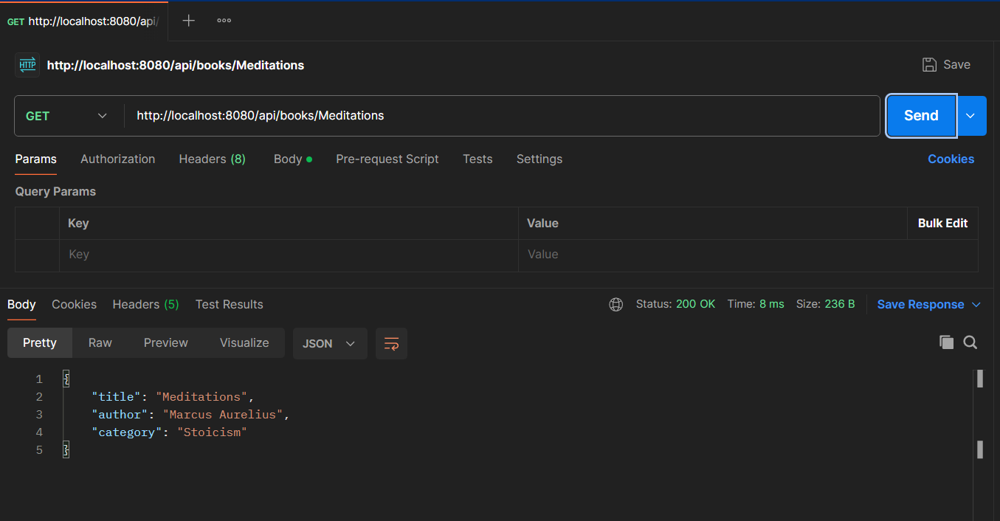 GET http://localhost:8080/api/
HTTP http://localhost:8080/api/books/Meditations
Save
GET http://localhost:8080/api/books/Meditations
Send
Params Authorization Headers (8) Body Pre-request Script Tests Settings Cookies
Query Params
Key Value Bulk Edit
Key Value
Body Cookies Headers (5) Test Results Status: 200 OK Time: 8 ms Size: 236 B Save Response
Pretty Raw Preview Visualize JSON
1 {
2 "title": "Meditations",
3 "author": "Marcus Aurelius",
4 "category": "Stoicism"
5 }